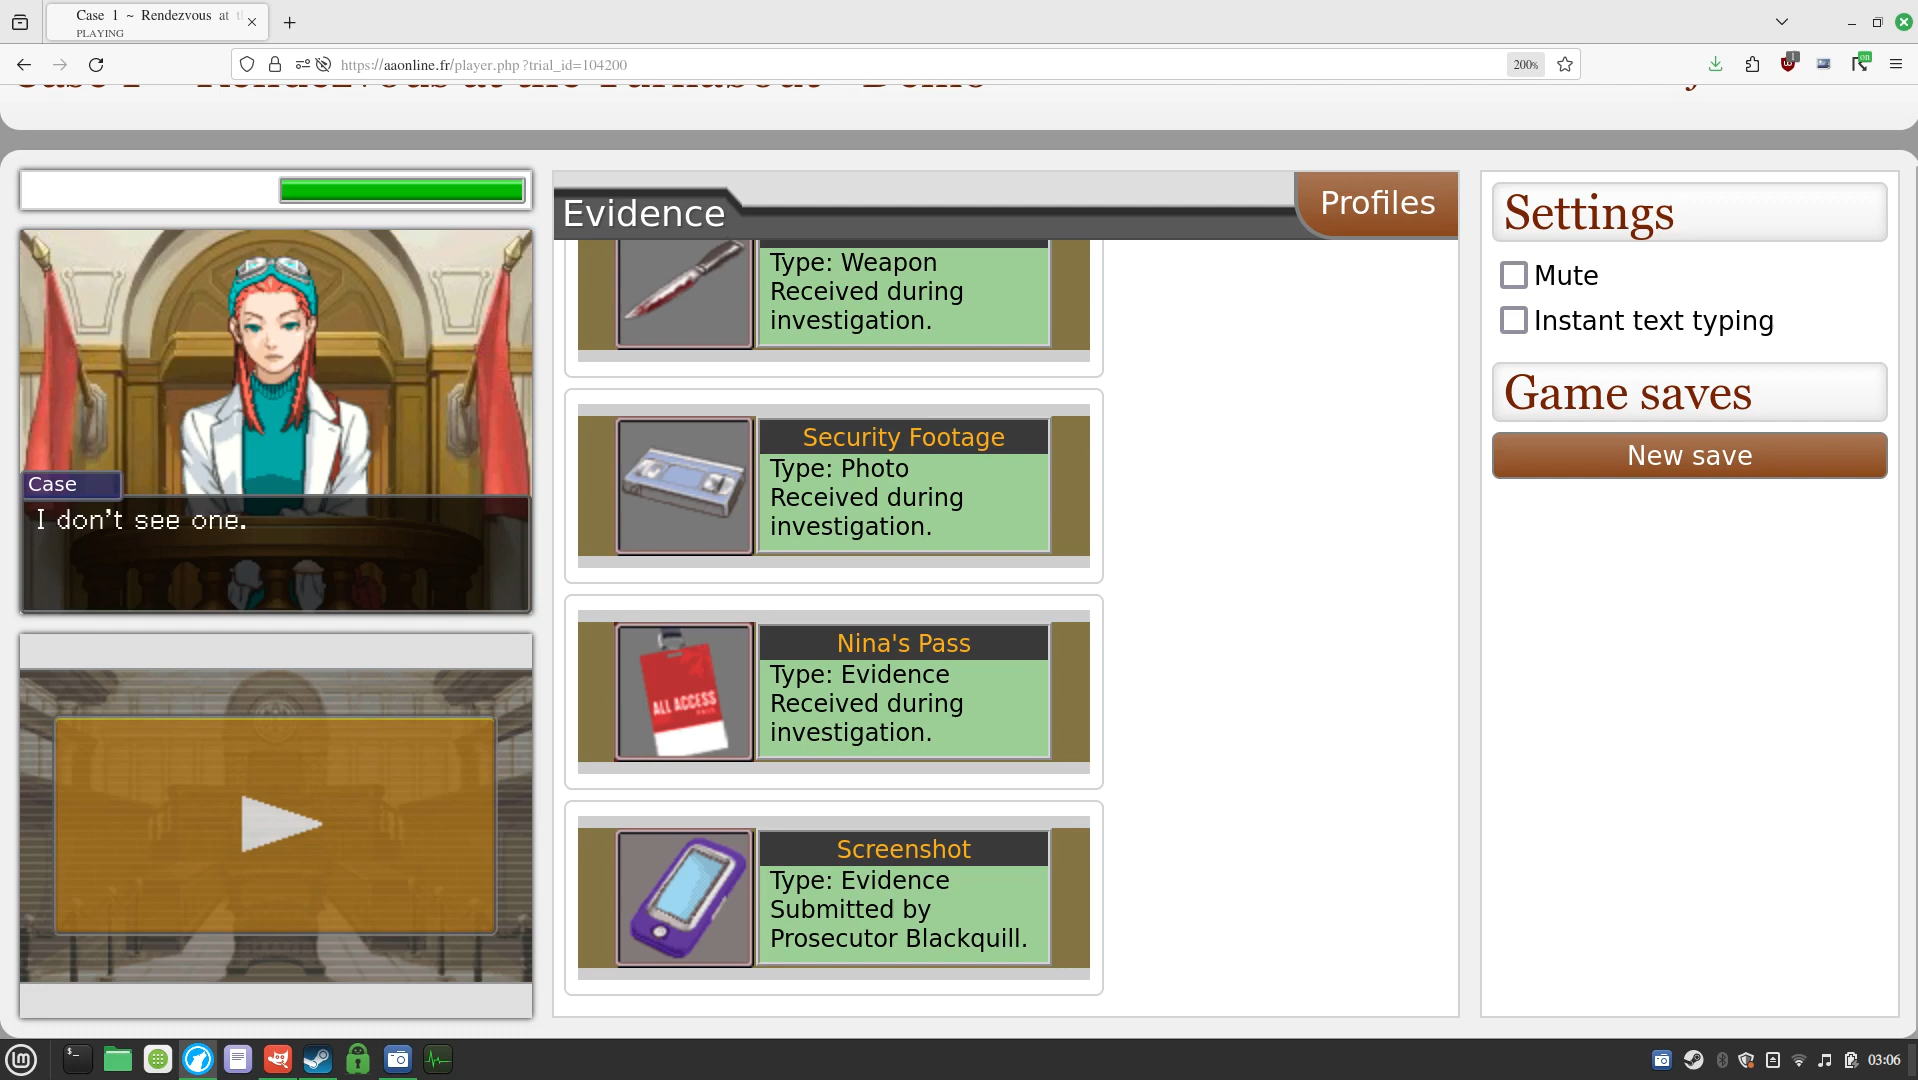 Case 1 ~ Rendezvous at t
PLAYING
https://aaonline.fr/player.php?trial_id=104200
200%
1
on
Evidence
Profiles
Type: Weapon
Received during
investigation.
Security Footage
Type: Photo
Received during
investigation.
Nina's Pass
ALL ACCESS
Type: Evidence
Received during
investigation.
Screenshot
Type: Evidence
Submitted by
Prosecutor Blackquill.
Case
I don't see one.
Settings
Mute
Instant text typing
Game saves
New save
03:06